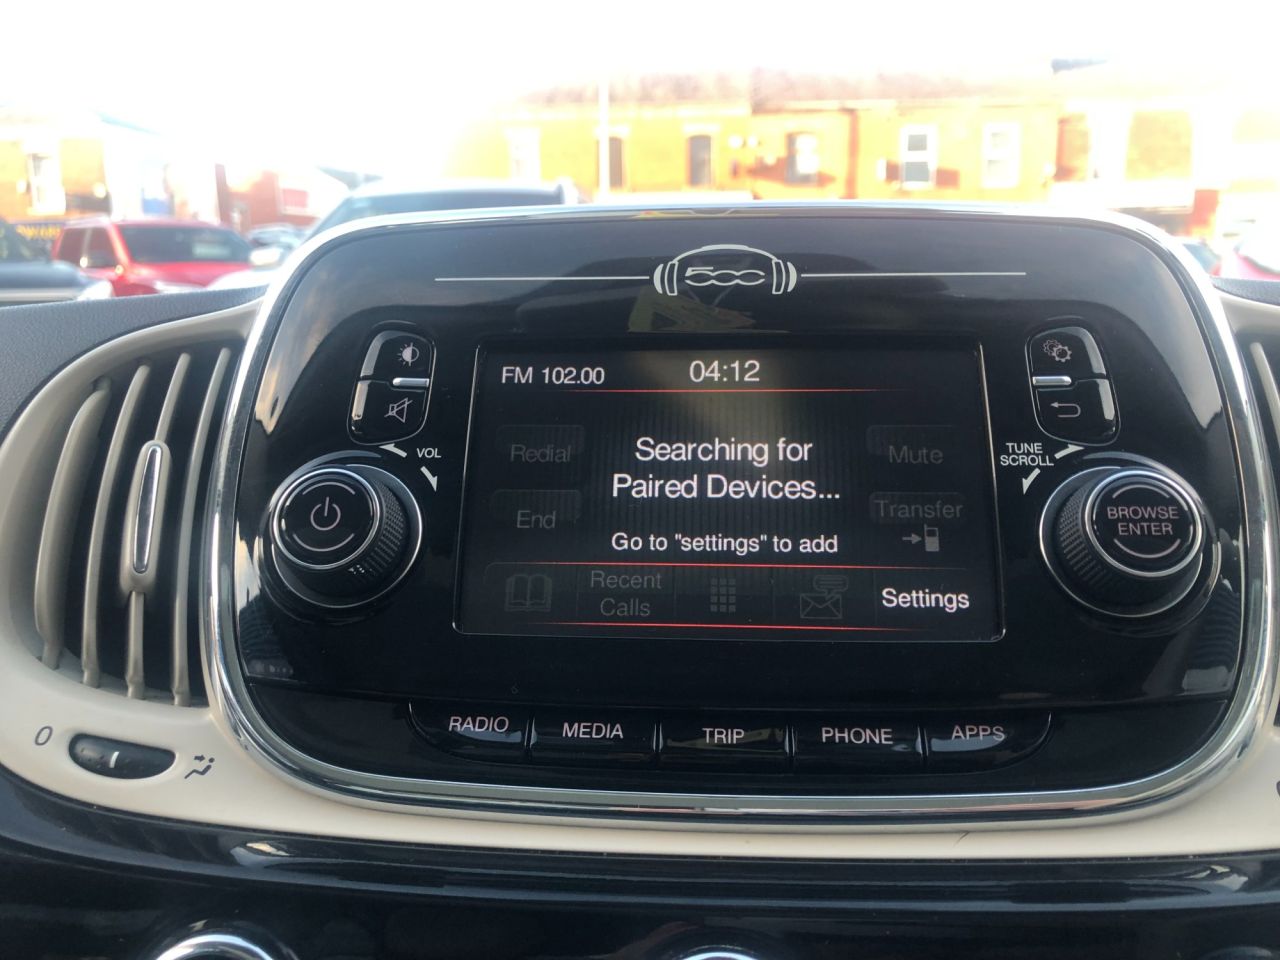 500
FM 102.00
04:12
Searching for
Paired Devices...
Go to "settings" to add
Redial
End
Mute
Transfer
Recent
Calls
Settings
VOL
TUNE
SCROLL
BROWSE
ENTER
RADIO
MEDIA
TRIP
PHONE
APPS
0